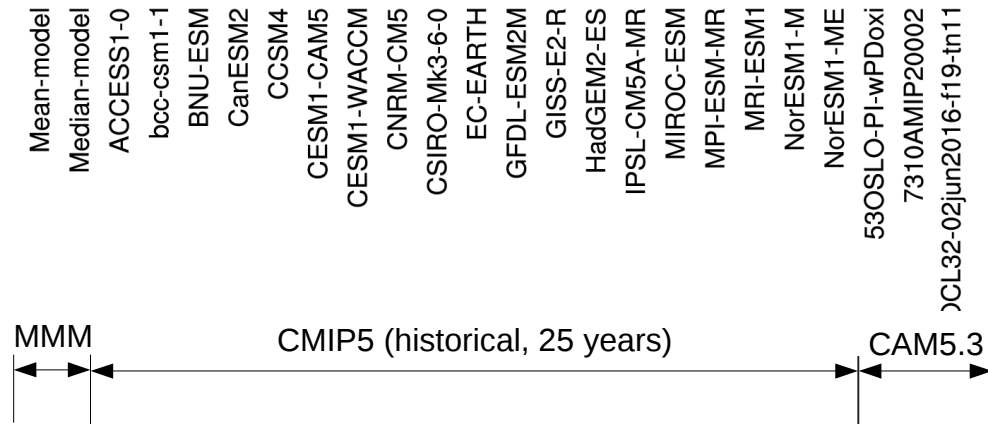 Mean-model
Median-model
ACCESS1-0
bcc-csm1-1
BNU-ESM
CanESM2
CCSM4
CESM1-CAM5
CESM1-WACCM
CNRM-CM5
CSIRO-Mk3-6-0
EC-EARTH
GFDL-ESM2M
GISS-E2-R
HadGEM2-ES
IPSL-CM5A-MR
MIROC-ESM
MPI-ESM-MR
MRI-ESM1
NorESM1-M
NorESM1-ME
53OSLO-PI-wPDoxi
7310AMIP200002
CL32-02jun2016-f19-tn11
MMM
CMIP5 (historical, 25 years)
CAM5.3